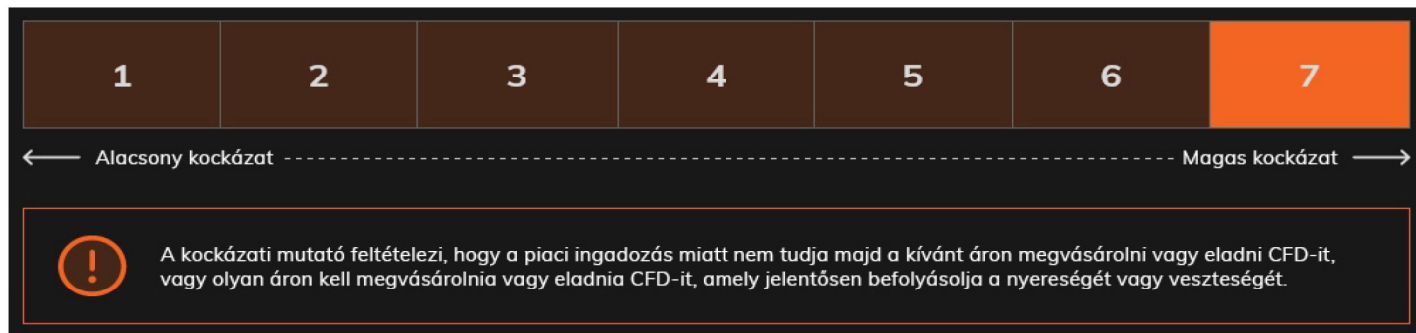 1 2 3 4 5 6 7
Alacsony kockázat Magas kockázat
A kockázati mutató feltételezi, hogy a piaci ingadozás miatt nem tudja majd a kívánt áron megvásárolni vagy eladni CFD-it,
vagy olyan áron kell megvásárolnia vagy eladnia CFD-it, amely jelentősen befolyásolja a nyereségét vagy veszteségét.